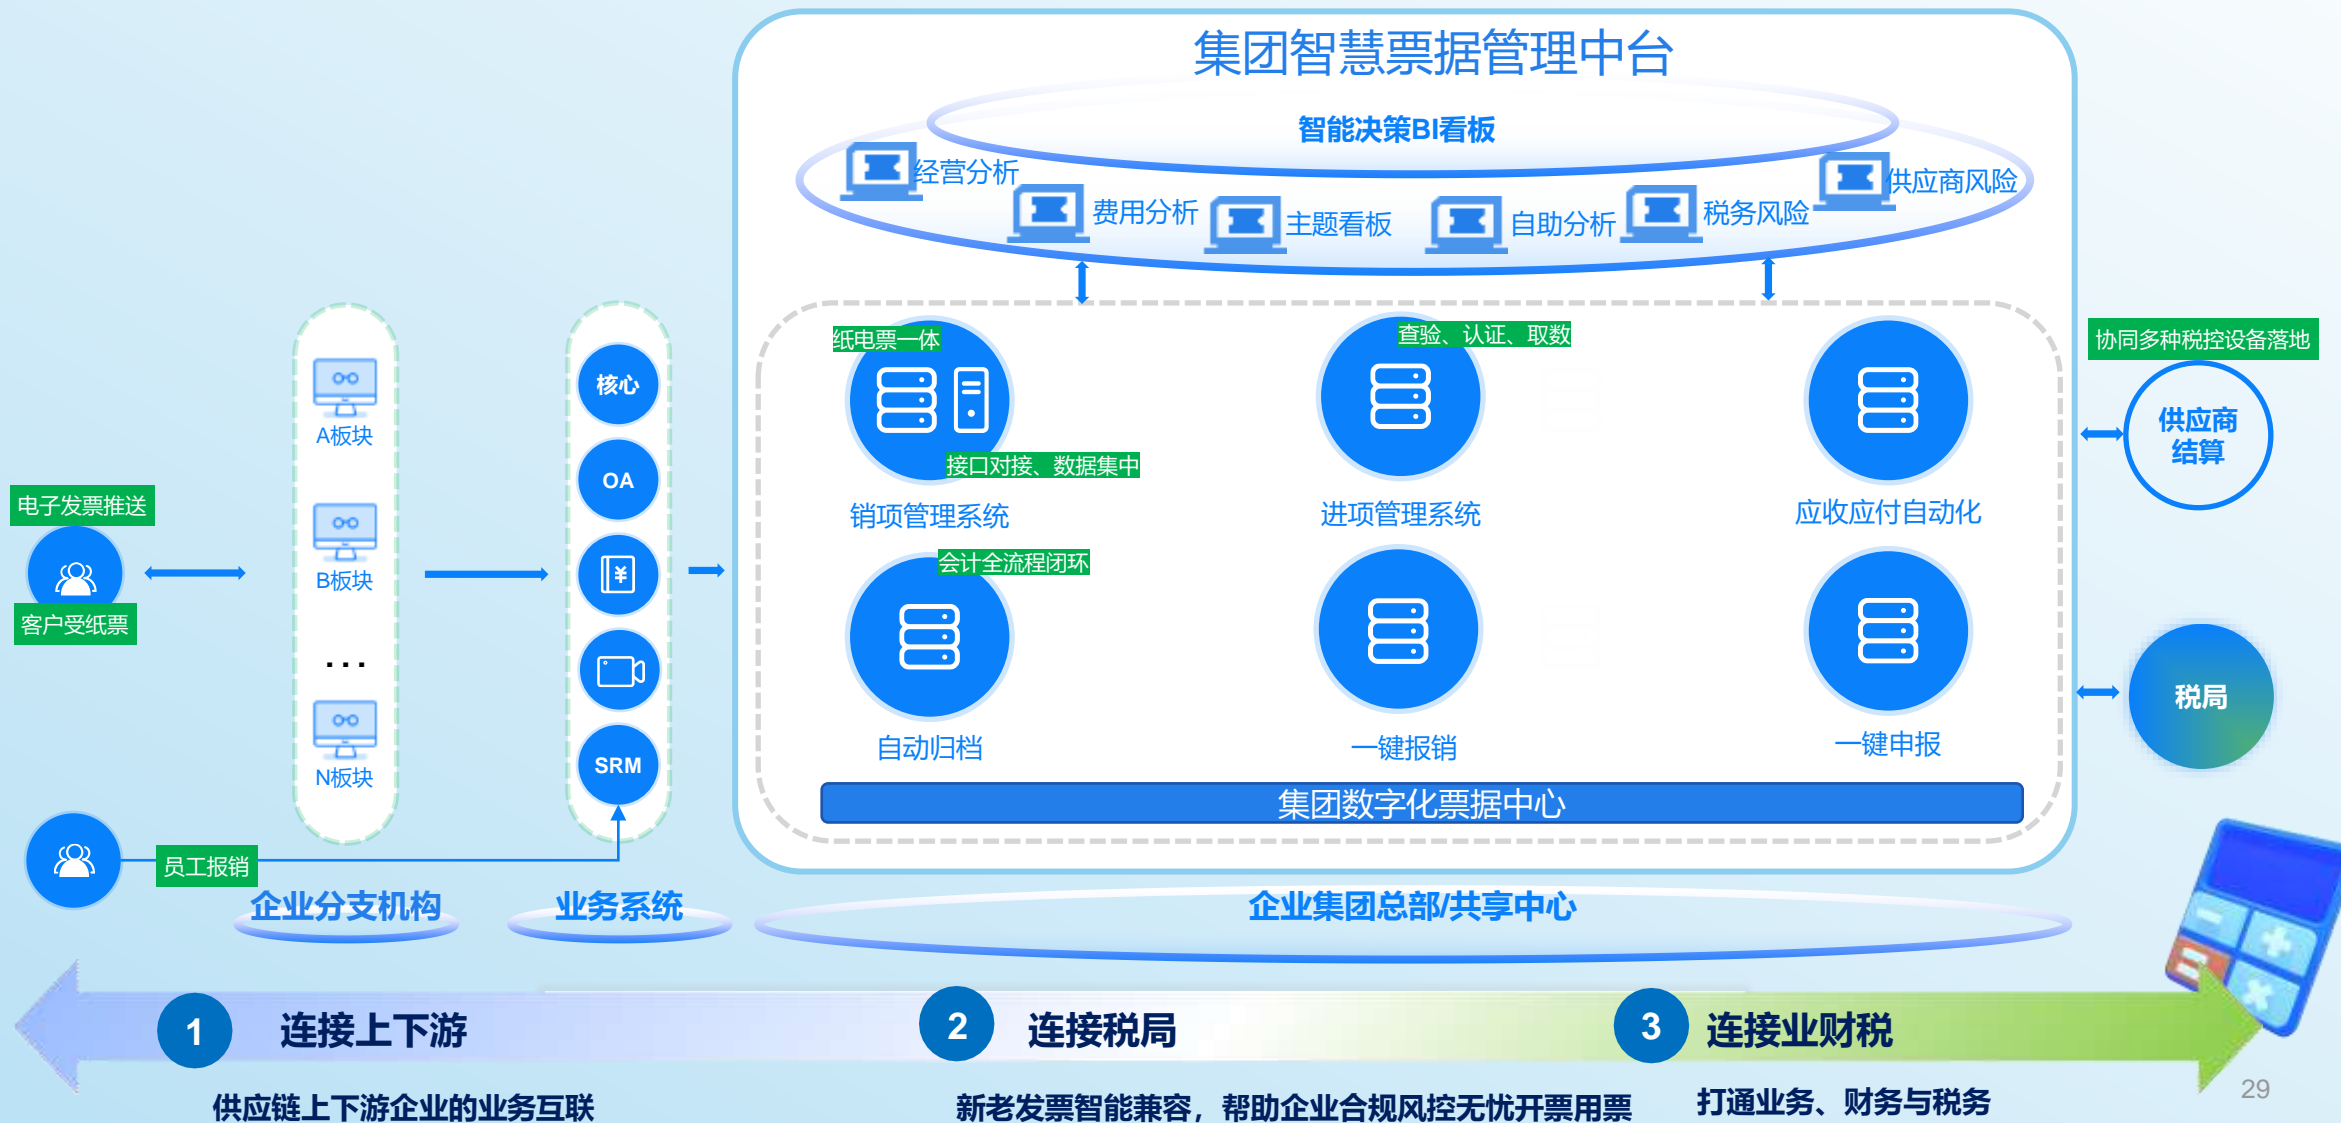 集团智慧票据管理中台
智能决策BI看板
经营分析
费用分析
主题看板
自助分析
税务风险
供应商风险
纸电票一体
接口对接、数据集中
销项管理系统
查验、认证、取数
进项管理系统
应收应付自动化
会计全流程闭环
自动归档
一键报销
一键申报
集团数字化票据中心
电子发票推送
客户受纸票
员工报销
A板块
B板块
...
N板块
核心
OA
¥
SRM
协同多种税控设备落地
供应商
结算
税局
企业分支机构
业务系统
企业集团总部/共享中心
1 连接上下游
供应链上下游企业的业务互联
2 连接税局
新老发票智能兼容，帮助企业合规风控无忧开票用票
3 连接业财税
打通业务、财务与税务
29